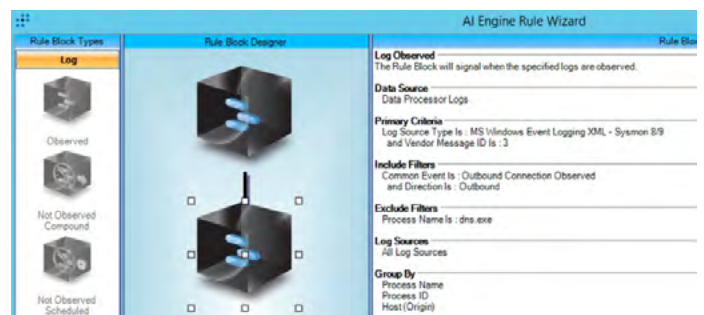 AI Engine Rule Wizard
Rule Block Types
Rule Block Designer
Rule Bloc
Log
Observed
Not Observed
Compound
Not Observed
Scheduled
Log Observed
The Rule Block will signal when the specified logs are observed.
Data Source
Data Processor Logs
Primary Criteria
Log Source Type Is : MS Windows Event Logging XML - Sysmon 8/9
and Vendor Message ID Is : 3
Include Filters
Common Event Is : Outbound Connection Observed
and Direction Is : Outbound
Exclude Filters
Process Name Is : dns.exe
Log Sources
All Log Sources
Group By
Process Name
Process ID
Host (Origin)